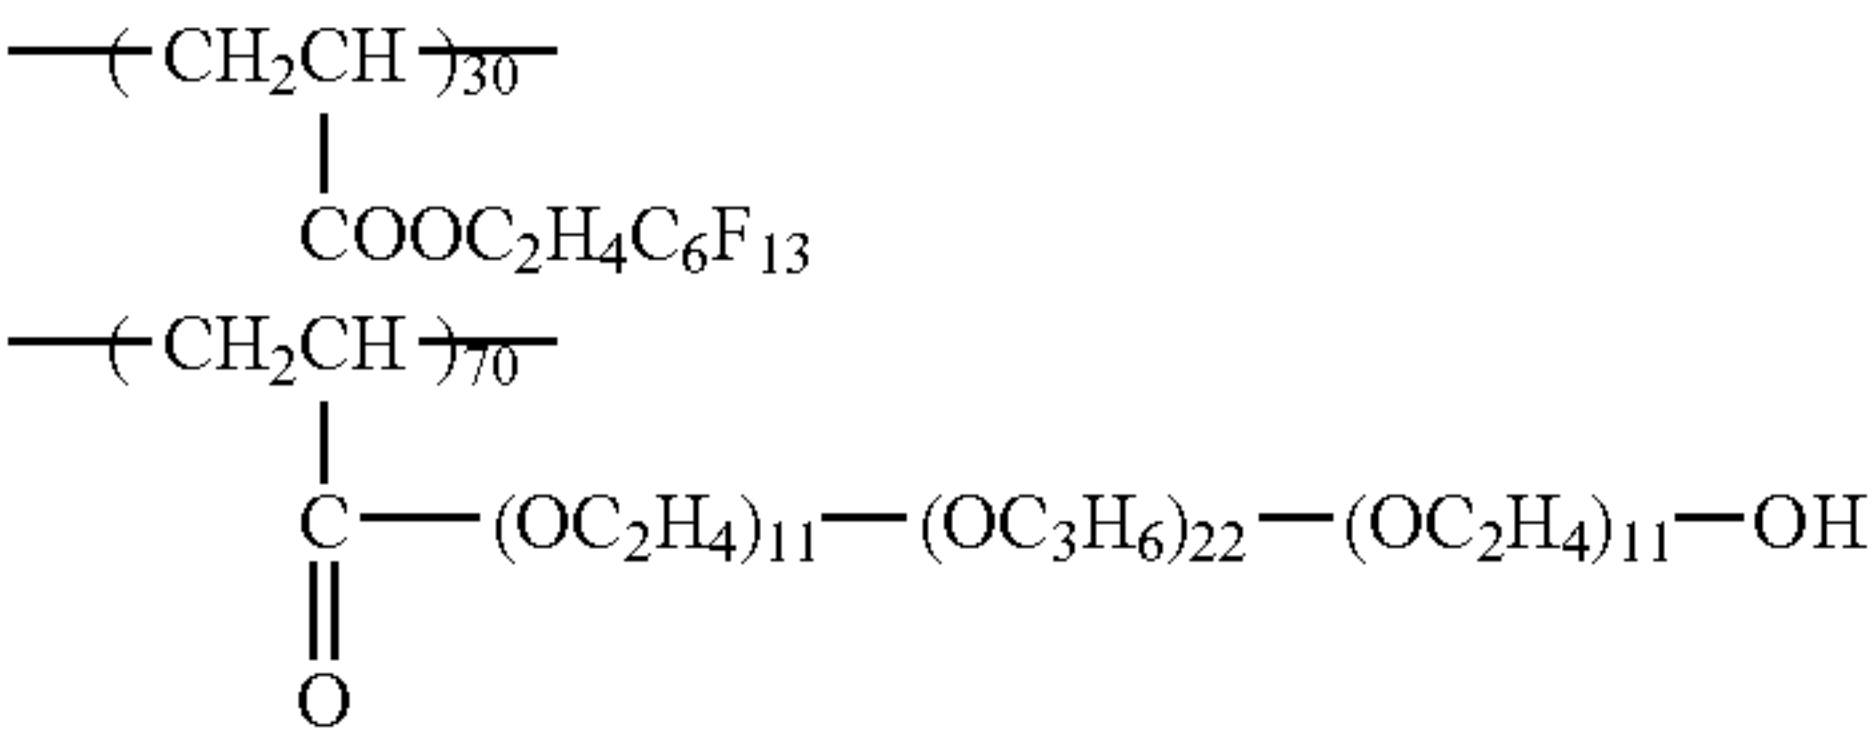 —(CH₂CH)₃₀—
COOC₂H₄C₆F₁₃
—(CH₂CH)₇₀—
C—(OC₂H₄)₁₁—(OC₃H₆)₂₂—(OC₂H₄)₁₁—OH
O